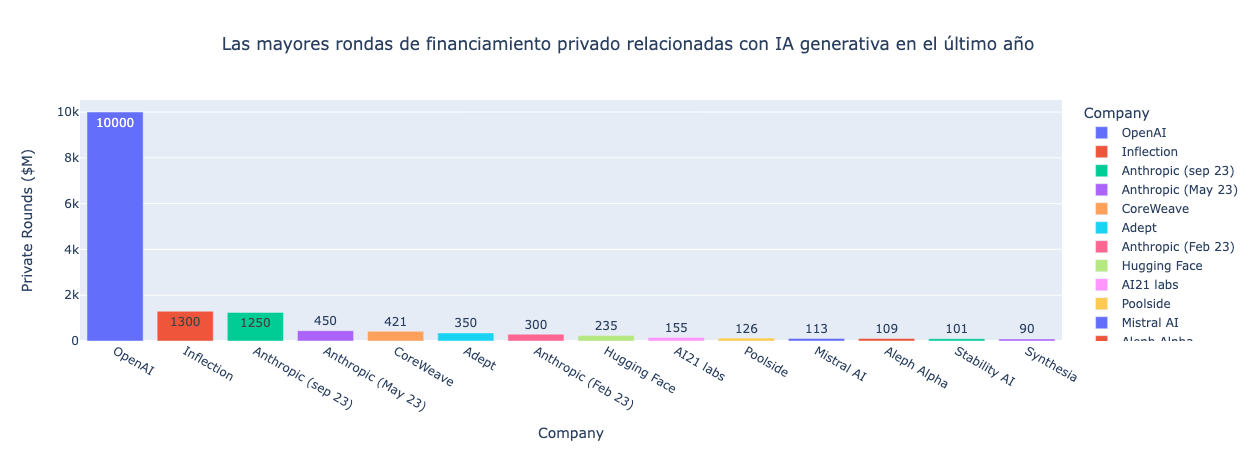 Las mayores rondas de financiamiento privado relacionadas con IA generativa en el último año
Private Rounds ($M)
10k
8k
6k
4k
2k
0
10000
1300
1250
450
421
350
300
235
155
126
113
109
101
90
OpenAI
Inflection
Anthropic (sep 23)
Anthropic (May 23)
CoreWeave
Adept
Anthropic (Feb 23)
Hugging Face
AI21 labs
Poolside
Mistral AI
Aleph Alpha
Stability AI
Synthesia
Company
Company
OpenAI
Inflection
Anthropic (sep 23)
Anthropic (May 23)
CoreWeave
Adept
Anthropic (Feb 23)
Hugging Face
AI21 labs
Poolside
Mistral AI
Aleph Alpha